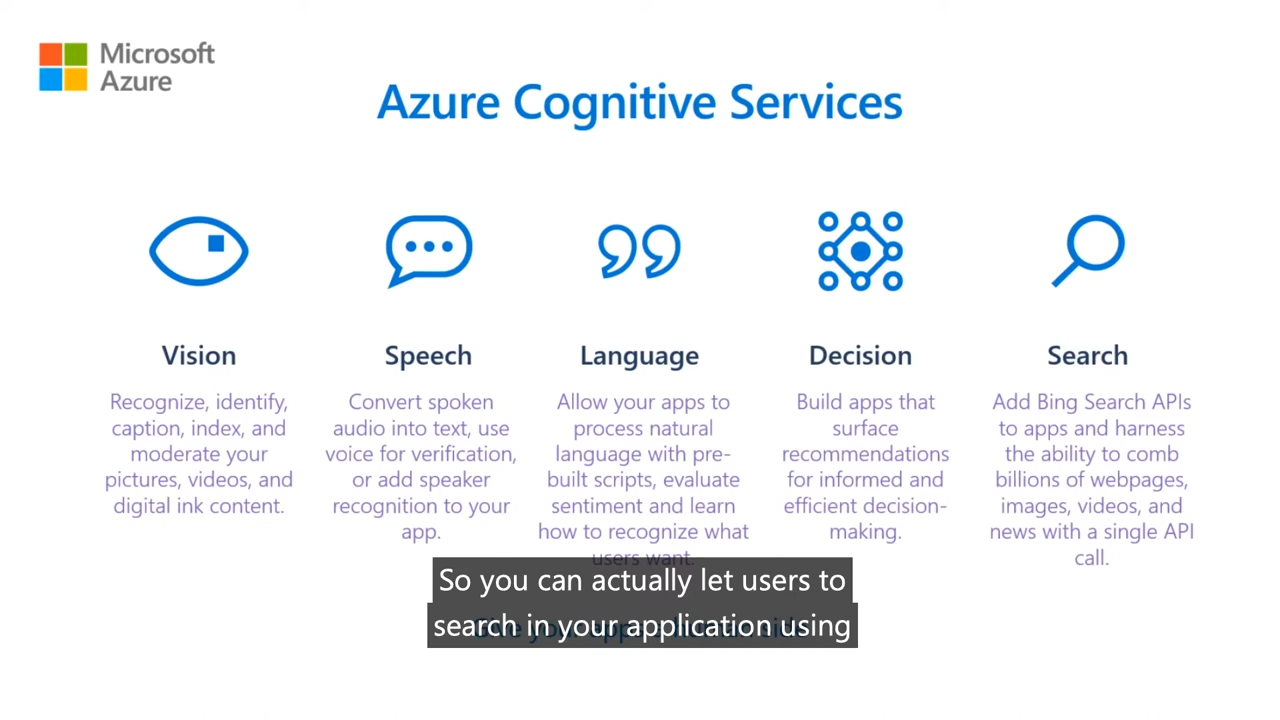 Microsoft
Azure
Azure Cognitive Services
Vision
Recognize, identify,
caption, index, and
moderate your
pictures, videos, and
digital ink content.
Speech
Convert spoken
audio into text, use
voice for verification,
or add speaker
recognition to your
app.
Language
Allow your apps to
process natural
language with pre-
built scripts, evaluate
sentiment and learn
how to recognize what
users want.
Decision
Build apps that
surface
recommendations
for informed and
efficient decision-
making.
Search
Add Bing Search APIs
to apps and harness
the ability to comb
billions of webpages,
images, videos, and
news with a single API
call.
So you can actually let users to
search in your application using